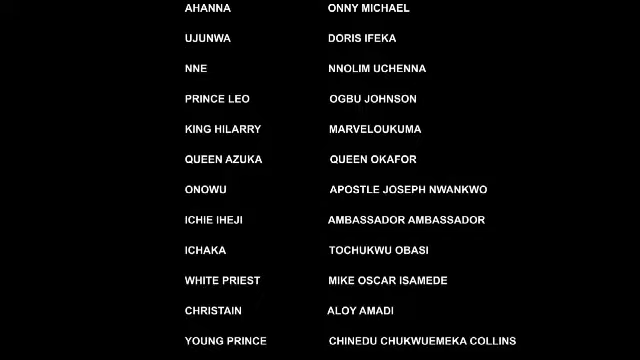 AHANNA ONNY MICHAEL
UJUNWA DORIS IFEKA
NNE NNOLIM UCHENNA
PRINCE LEO OGBU JOHNSON
KING HILARRY MARVELOUKUMA
QUEEN AZUKA QUEEN OKAFOR
ONOWU APOSTLE JOSEPH NWANKWO
ICHIE IHEJI AMBASSADOR AMBASSADOR
ICHAKA TOCHUKWU OBASI
WHITE PRIEST MIKE OSCAR ISAMEDE
CHRISTAIN ALOY AMADI
YOUNG PRINCE CHINEDU CHUKWUEMEKA COLLINS